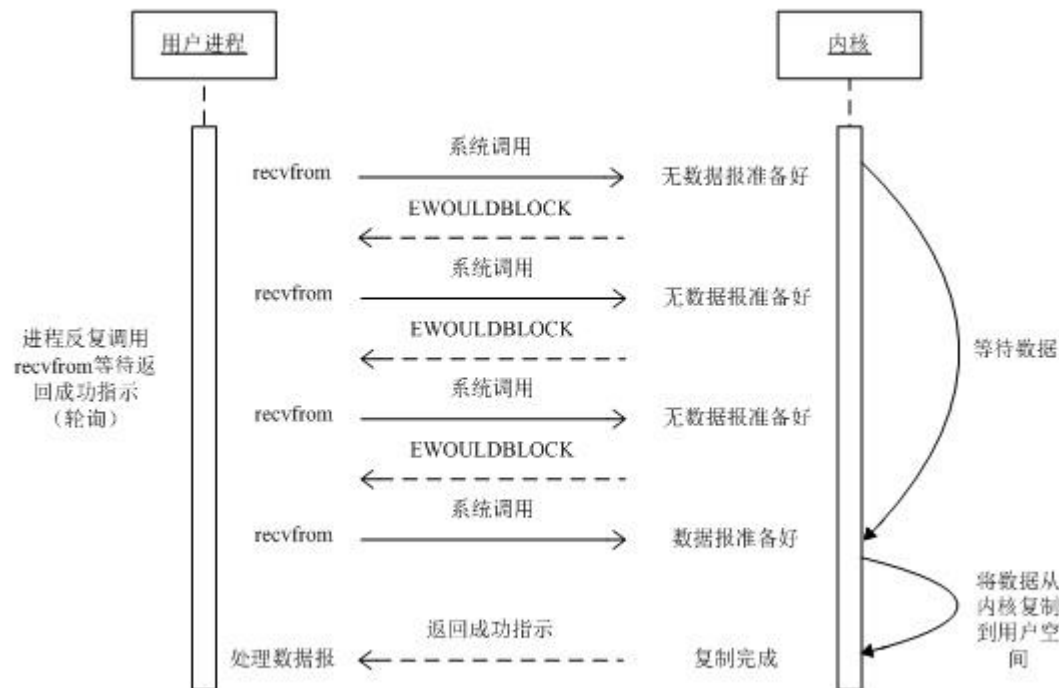 用户进程
内核
系统调用
recvfrom
无数据报准备好
EWOULDBLOCK
系统调用
recvfrom
无数据报准备好
EWOULDBLOCK
进程反复调用
recvfrom等待返
回成功指示
（轮询）
等待数据
系统调用
recvfrom
无数据报准备好
EWOULDBLOCK
系统调用
recvfrom
数据报准备好
将数据从
内核复制
到用户空
间
返回成功指示
处理数据报
复制完成